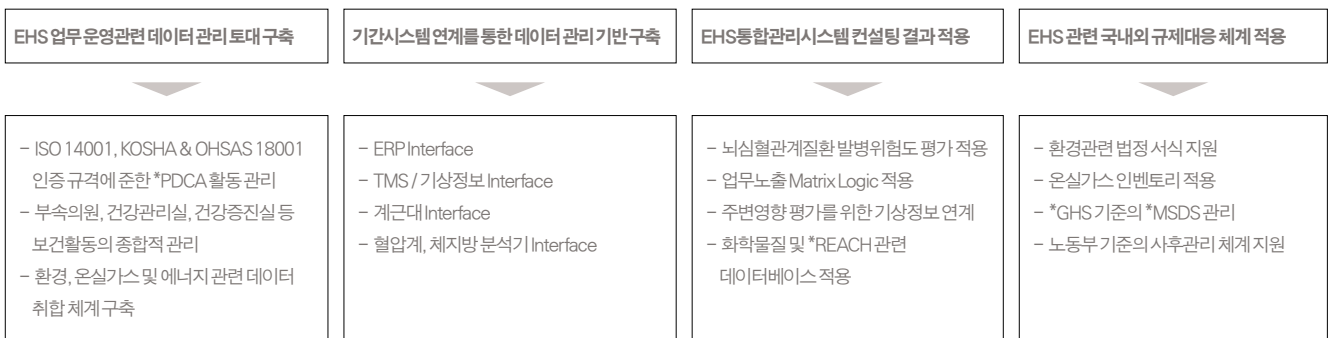 EHS 업무 운영관련 데이터 관리 토대 구축
- ISO 14001, KOSHA & OHSAS 18001
인증 규격에 준한 *PDCA 활동 관리
- 부속의원, 건강관리실, 건강증진실 등
보건활동의 종합적 관리
- 환경, 온실가스 및 에너지 관련 데이터
취합 체계 구축
기간시스템 연계를 통한 데이터 관리 기반 구축
- ERP Interface
- TMS / 기상정보 Interface
- 계근대 Interface
- 혈압계, 체지방 분석기 Interface
EHS통합관리시스템 컨설팅 결과 적용
- 뇌심혈관계질환 발병위험도 평가 적용
- 업무노출 Matrix Logic 적용
- 주변영향 평가를 위한 기상정보 연계
- 화학물질 및 *REACH 관련
데이터베이스 적용
EHS 관련 국내외 규제대응 체계 적용
- 환경관련 법정 서식 지원
- 온실가스 인벤토리 적용
- *GHS 기준의 *MSDS 관리
- 노동부 기준의 사후관리 체계 지원